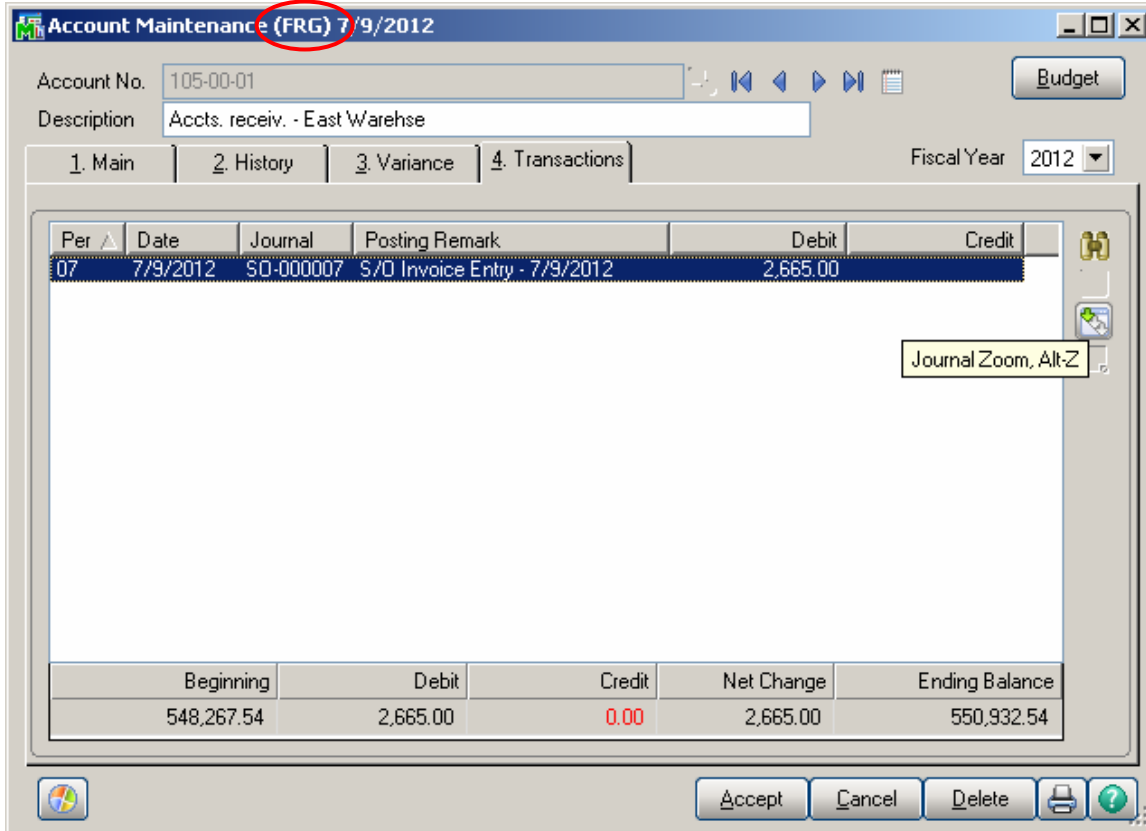 Account Maintenance (FRG) 7/9/2012
Account No. 105-00-01 Budget
Description Accts. receiv. - East Warehse
1. Main 2. History 3. Variance 4. Transactions Fiscal Year 2012
Per Date Journal Posting Remark Debit Credit
07 7/9/2012 SO-000007 S/O Invoice Entry - 7/9/2012 2,665.00
Journal Zoom, Alt-Z
Beginning Debit Credit Net Change Ending Balance
548,267.54 2,665.00 0.00 2,665.00 550,932.54
Accept Cancel Delete